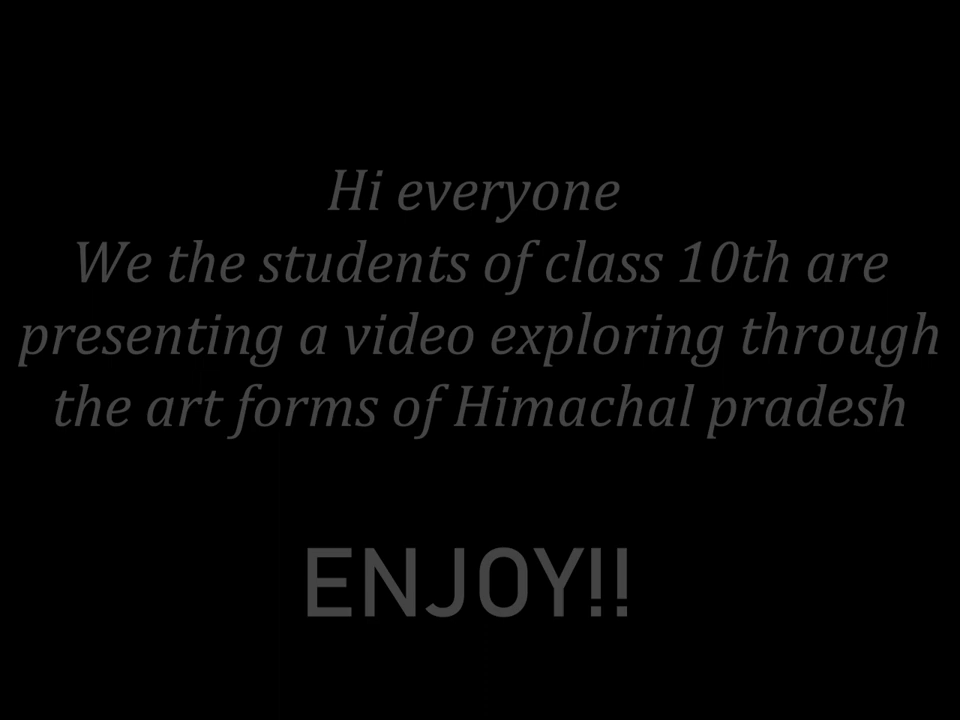 Hi everyone
We the students of class 10th are
presenting a video exploring through
the art forms of Himachal pradesh
ENJOY!!